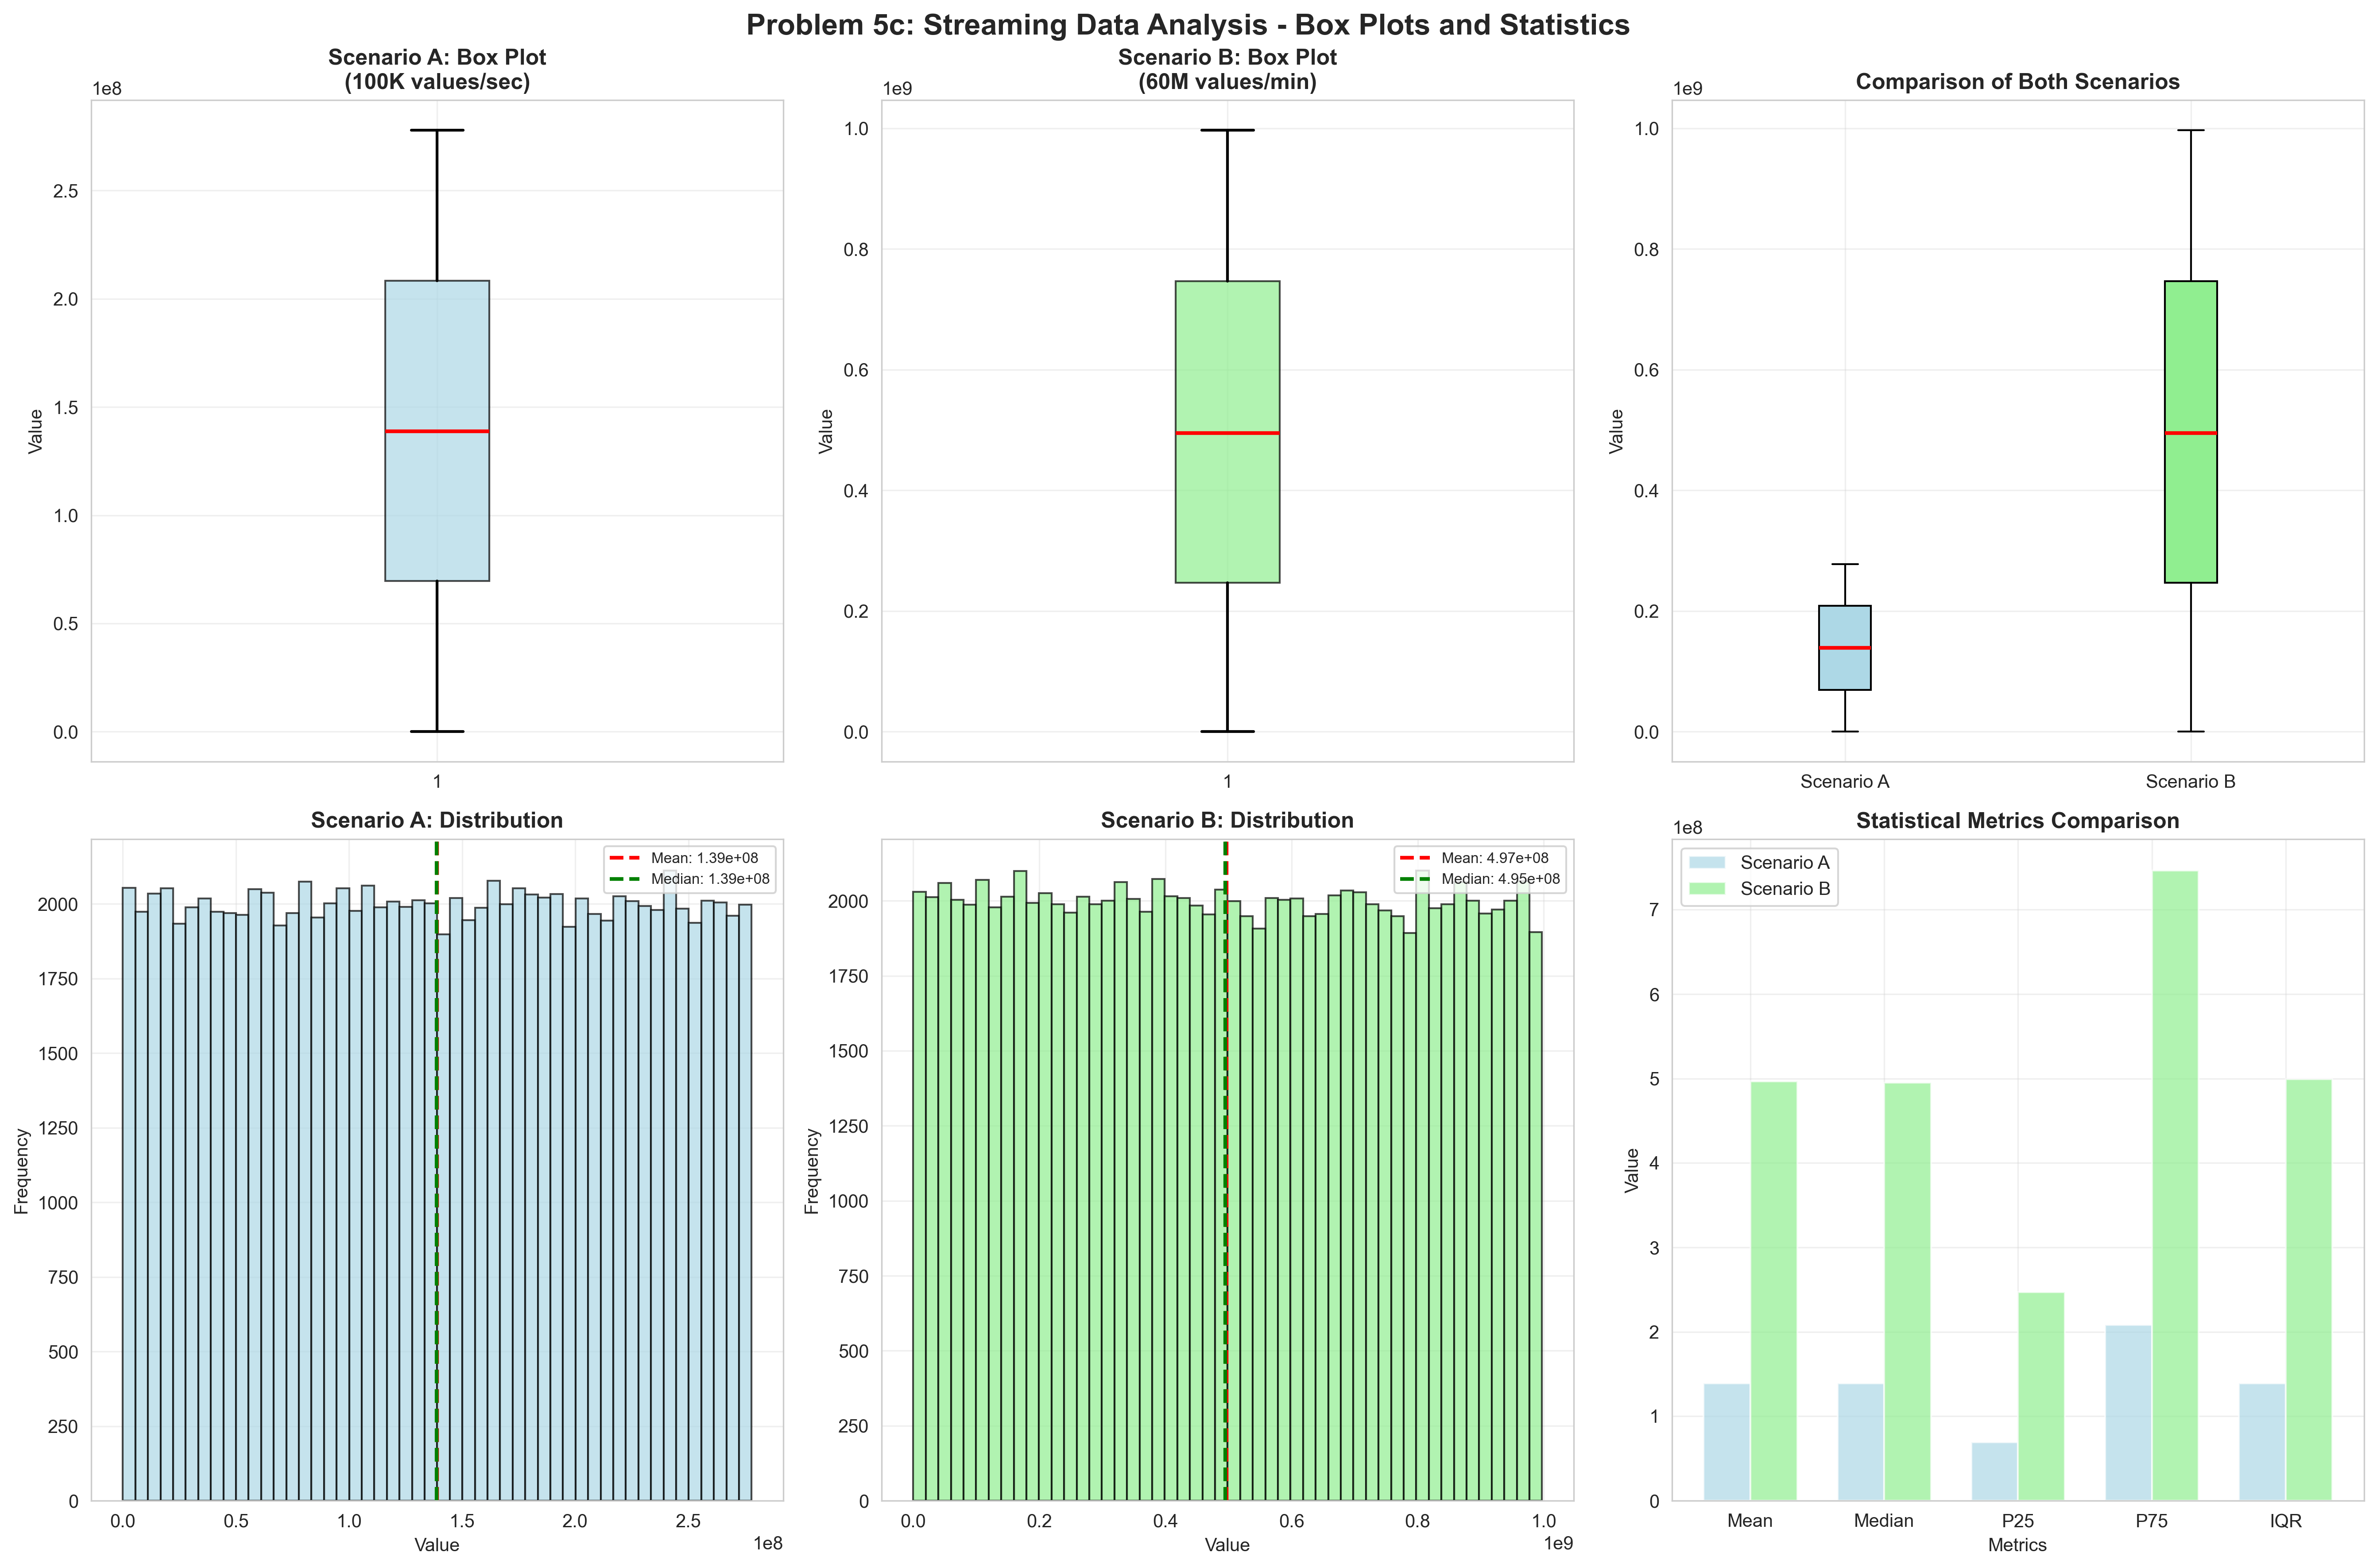 Problem 5c: Streaming Data Analysis - Box Plots and Statistics
Scenario A: Box Plot
(100K values/sec)
1e8
2.5
2.0
1.5
1.0
0.5
0.0
Value
1
Scenario B: Box Plot
(60M values/min)
1e9
1.0
0.8
0.6
0.4
0.2
0.0
Value
1
Comparison of Both Scenarios
1e9
1.0
0.8
0.6
0.4
0.2
0.0
Value
Scenario A
Scenario B
Scenario A: Distribution
Mean: 1.39e+08
Median: 1.39e+08
2000
1750
1500
1250
1000
750
500
250
0
Frequency
0.0 0.5 1.0 1.5 2.0 2.5
Value
1e8
Scenario B: Distribution
Mean: 4.97e+08
Median: 4.95e+08
2000
1750
1500
1250
1000
750
500
250
0
Frequency
0.0 0.2 0.4 0.6 0.8 1.0
Value
1e9
Statistical Metrics Comparison
1e8
Scenario A
Scenario B
7
6
5
4
3
2
1
0
Value
Mean Median P25 P75 IQR
Metrics